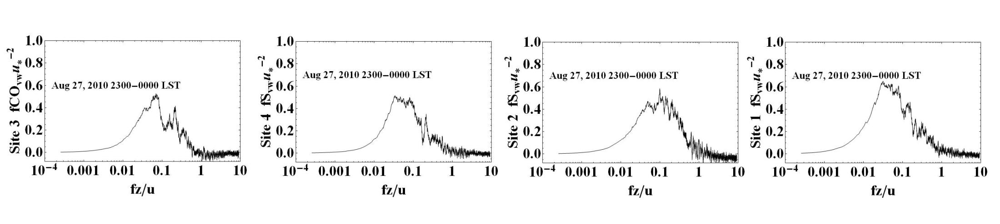 Site 3 fCO_vw u_*^−2
1.0
0.8
0.6
0.4
0.2
0.0
Aug 27, 2010 2300−0000 LST
10^−4 0.001 0.01 0.1 1 10
fz/u
Site 4 fS_vw u_*^−2
1.0
0.8
0.6
0.4
0.2
0.0
Aug 27, 2010 2300−0000 LST
10^−4 0.001 0.01 0.1 1 10
fz/u
Site 2 fS_vw u_*^−2
1.0
0.8
0.6
0.4
0.2
0.0
Aug 27, 2010 2300−0000 LST
10^−4 0.001 0.01 0.1 1 10
fz/u
Site 1 fS_vw u_*^−2
1.0
0.8
0.6
0.4
0.2
0.0
Aug 27, 2010 2300−0000 LST
10^−4 0.001 0.01 0.1 1 10
fz/u